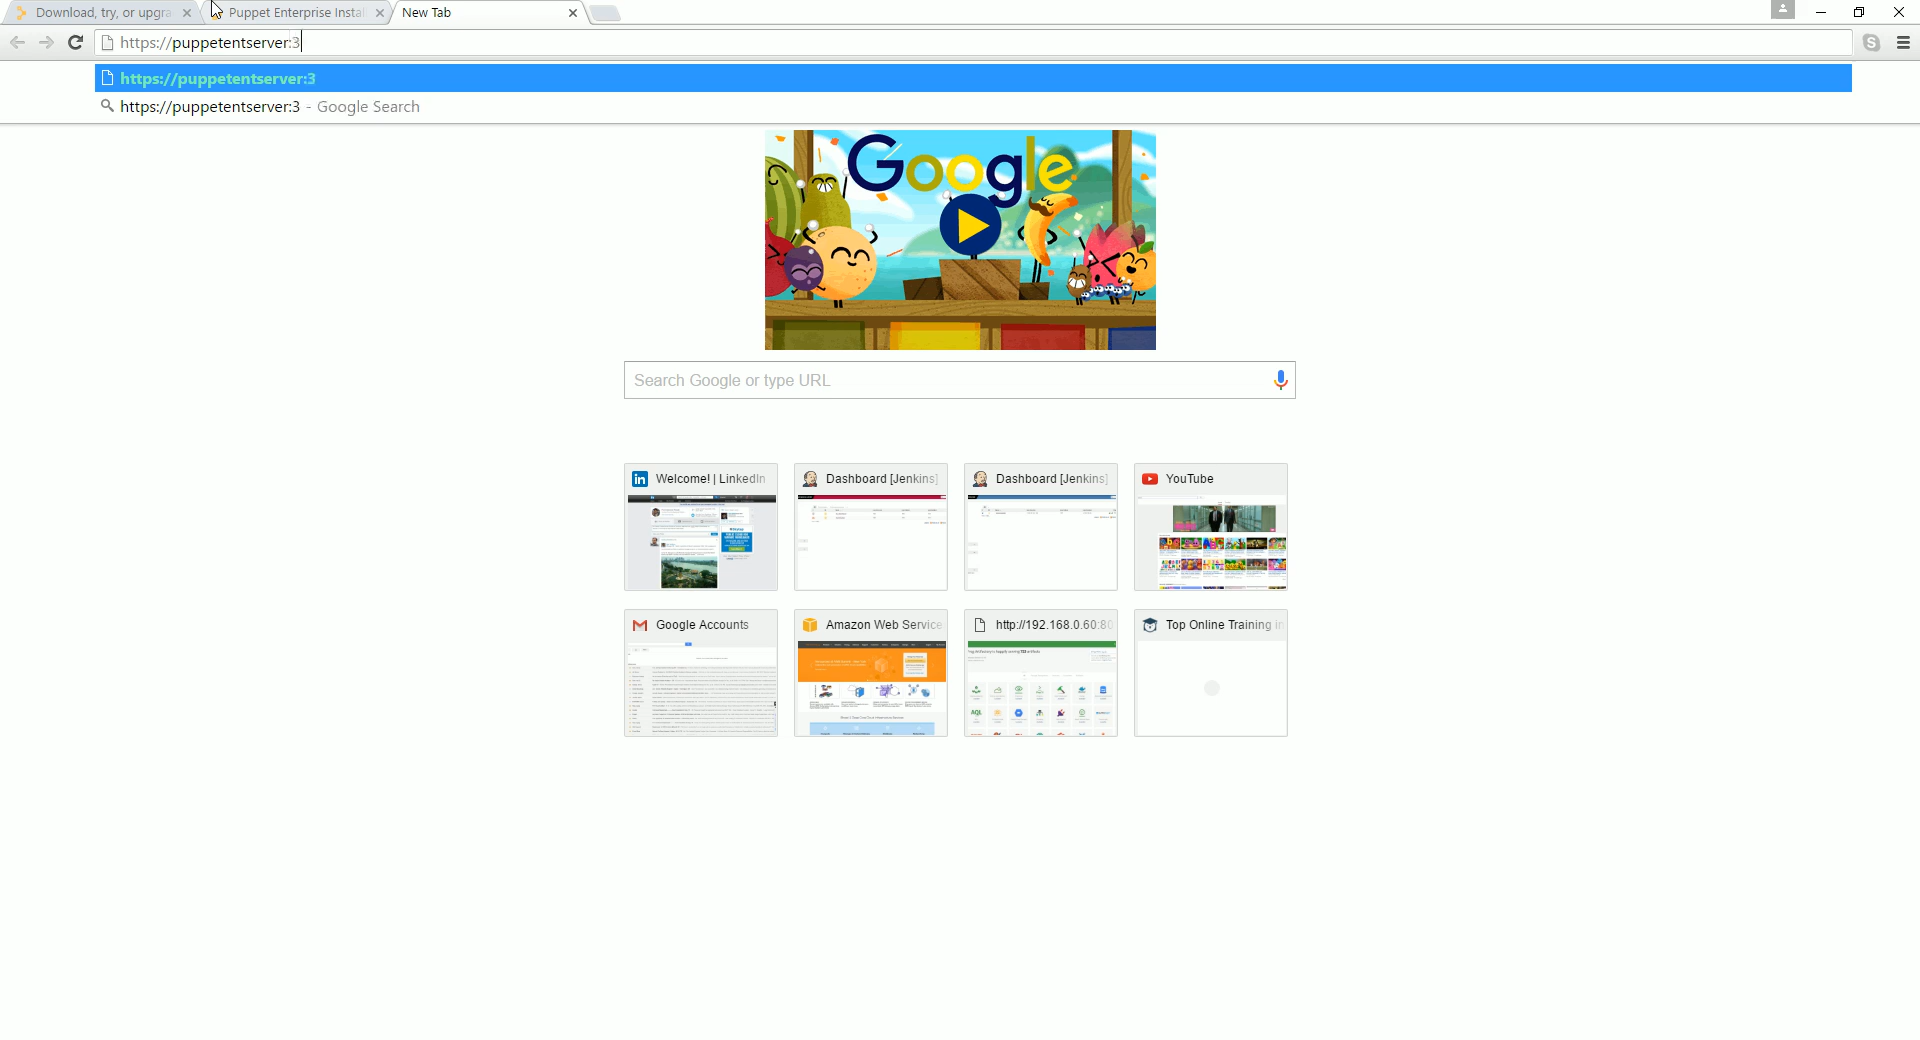 Download, try, or upgra
Puppet Enterprise Instal
New Tab
https://puppetentserver:3
https://puppetentserver:3
https://puppetentserver:3 - Google Search
Google
Search Google or type URL
Welcome! | LinkedIn
Dashboard [Jenkins]
Dashboard [Jenkins]
YouTube
Google Accounts
Amazon Web Service
http://192.168.0.60:80
Top Online Training in
AQL